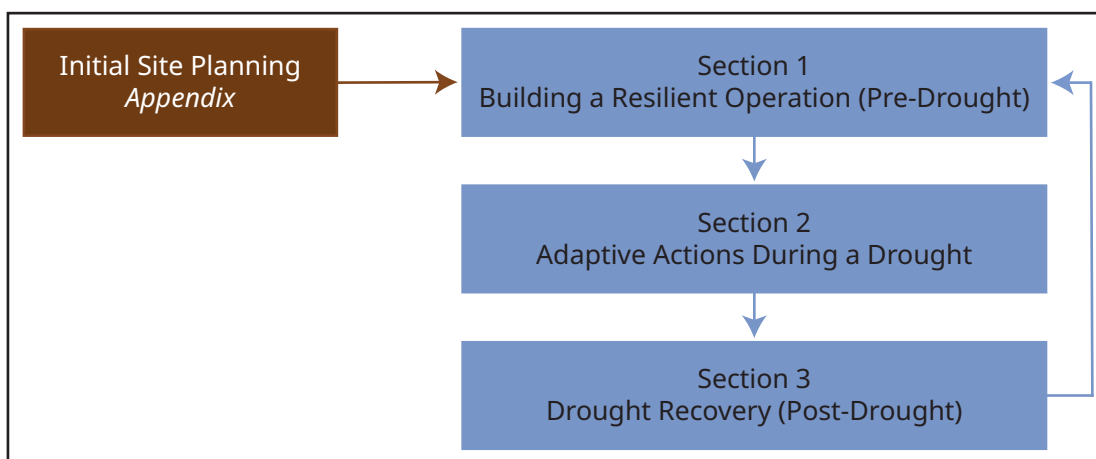 Initial Site Planning
Appendix
Section 1
Building a Resilient Operation (Pre-Drought)
Section 2
Adaptive Actions During a Drought
Section 3
Drought Recovery (Post-Drought)